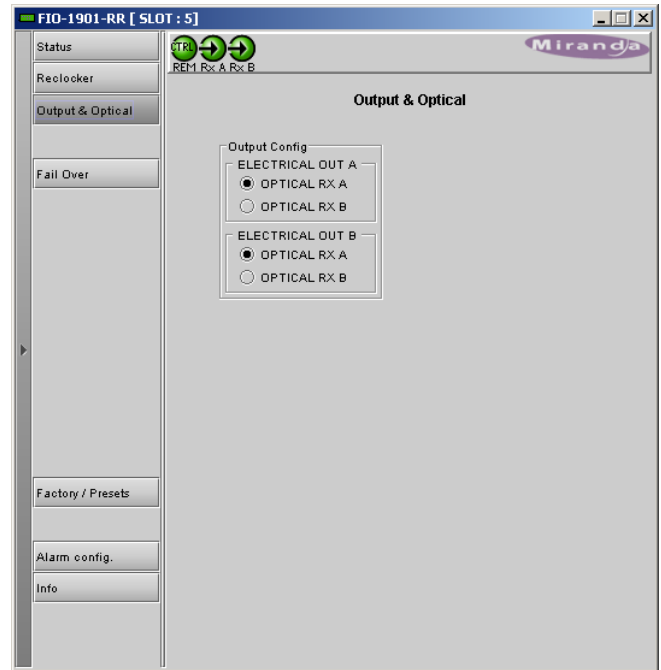 FIO-1901-RR [ SLOT : 5]
Status
Reclocker
Output & Optical
Fail Over
Factory / Presets
Alarm config.
Info
CTRL
REM Rx A Rx B
Miranda
Output & Optical
Output Config
ELECTRICAL OUT A
OPTICAL RX A
OPTICAL RX B
ELECTRICAL OUT B
OPTICAL RX A
OPTICAL RX B